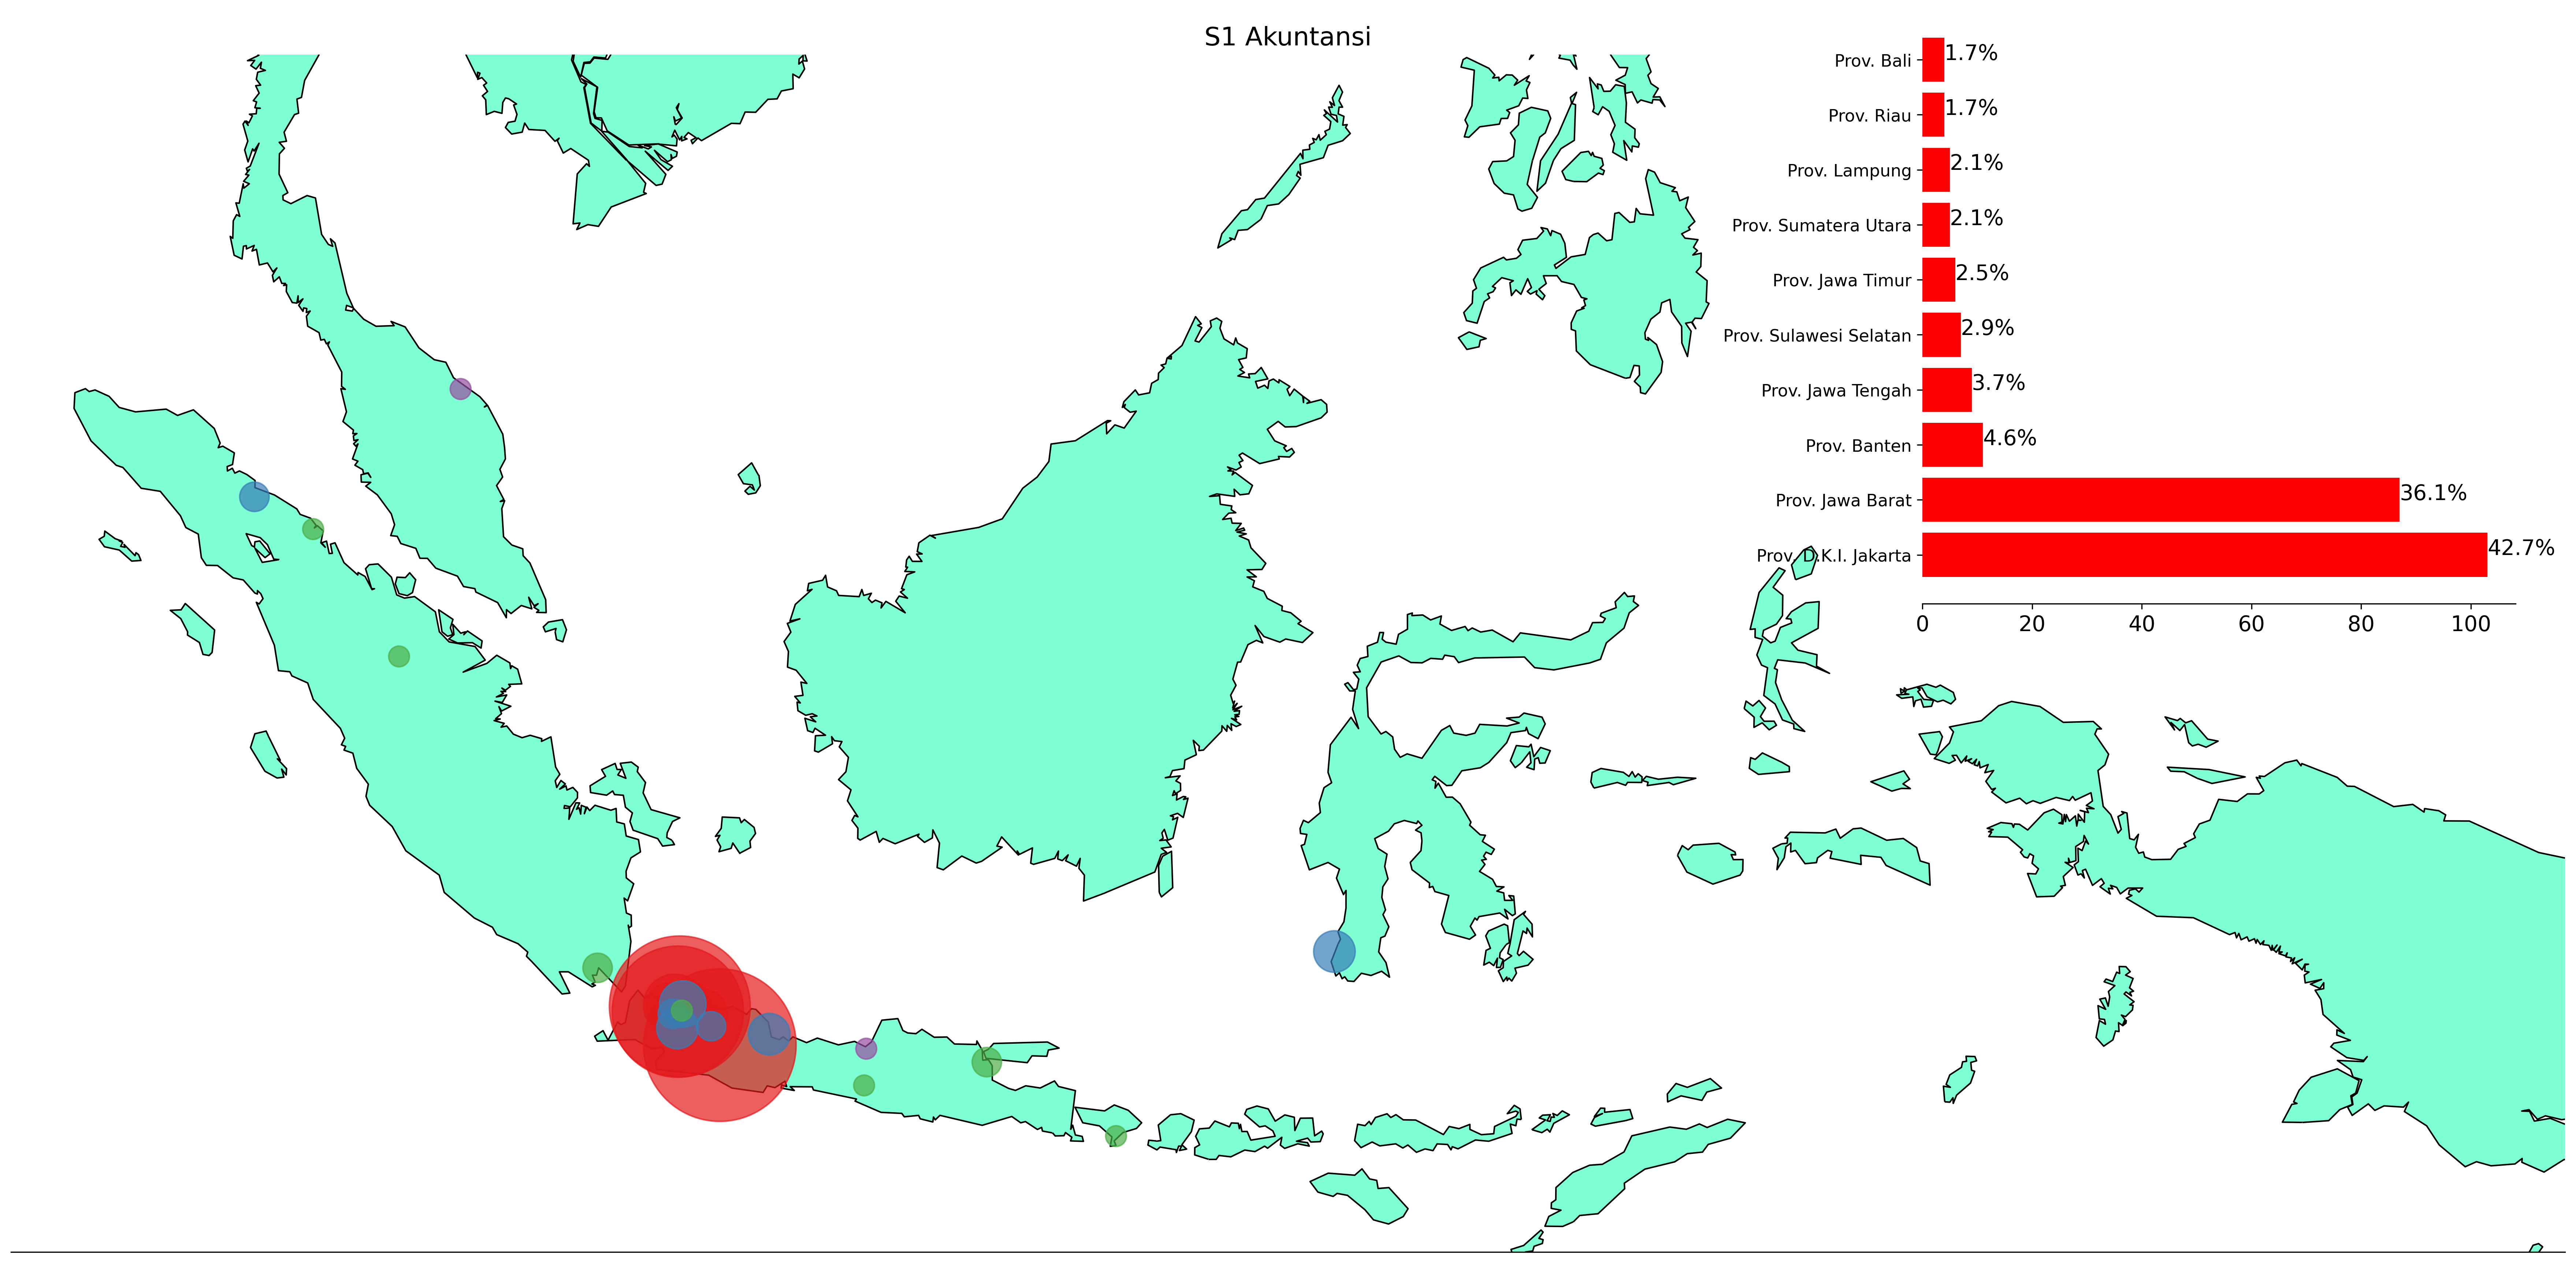 S1 Akuntansi
Prov. Bali 1.7%
Prov. Riau 1.7%
Prov. Lampung 2.1%
Prov. Sumatera Utara 2.1%
Prov. Jawa Timur 2.5%
Prov. Sulawesi Selatan 2.9%
Prov. Jawa Tengah 3.7%
Prov. Banten 4.6%
Prov. Jawa Barat 36.1%
Prov. D.K.I. Jakarta 42.7%
0 20 40 60 80 100